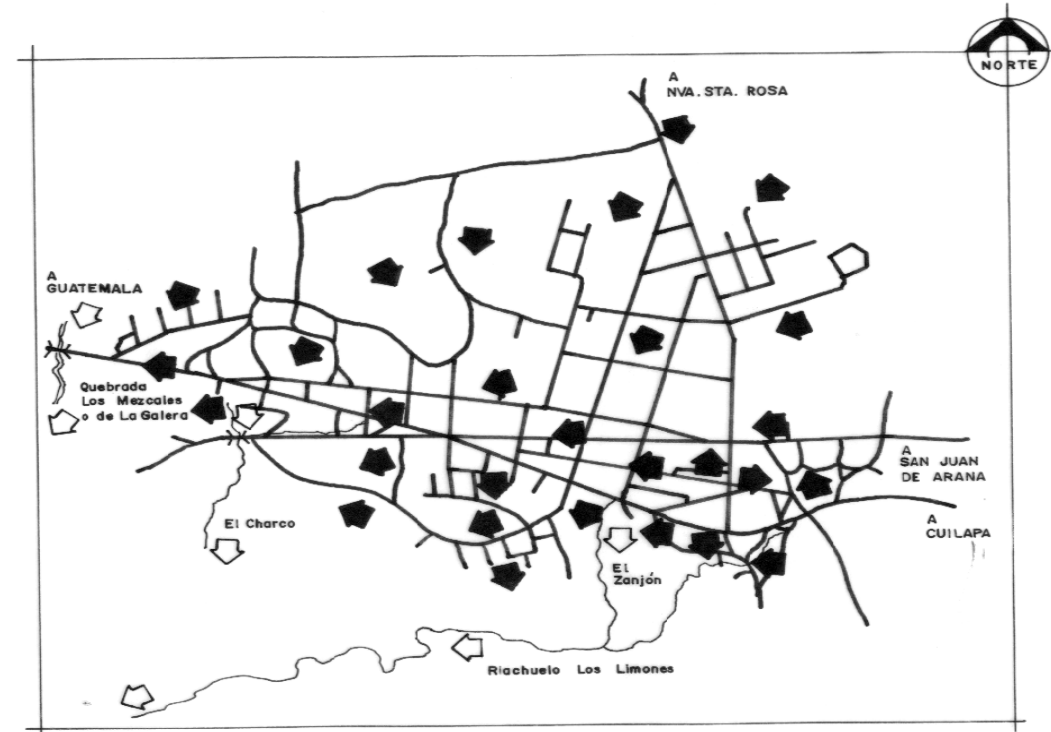 NORTE
A
NVA. STA. ROSA
A
GUATEMALA
Quebrada
Los Mezcales
o de La Galera
A
SAN JUAN
DE ARANA
A
CUILAPA
El Charco
El
Zanjón
Riachuelo Los Limones